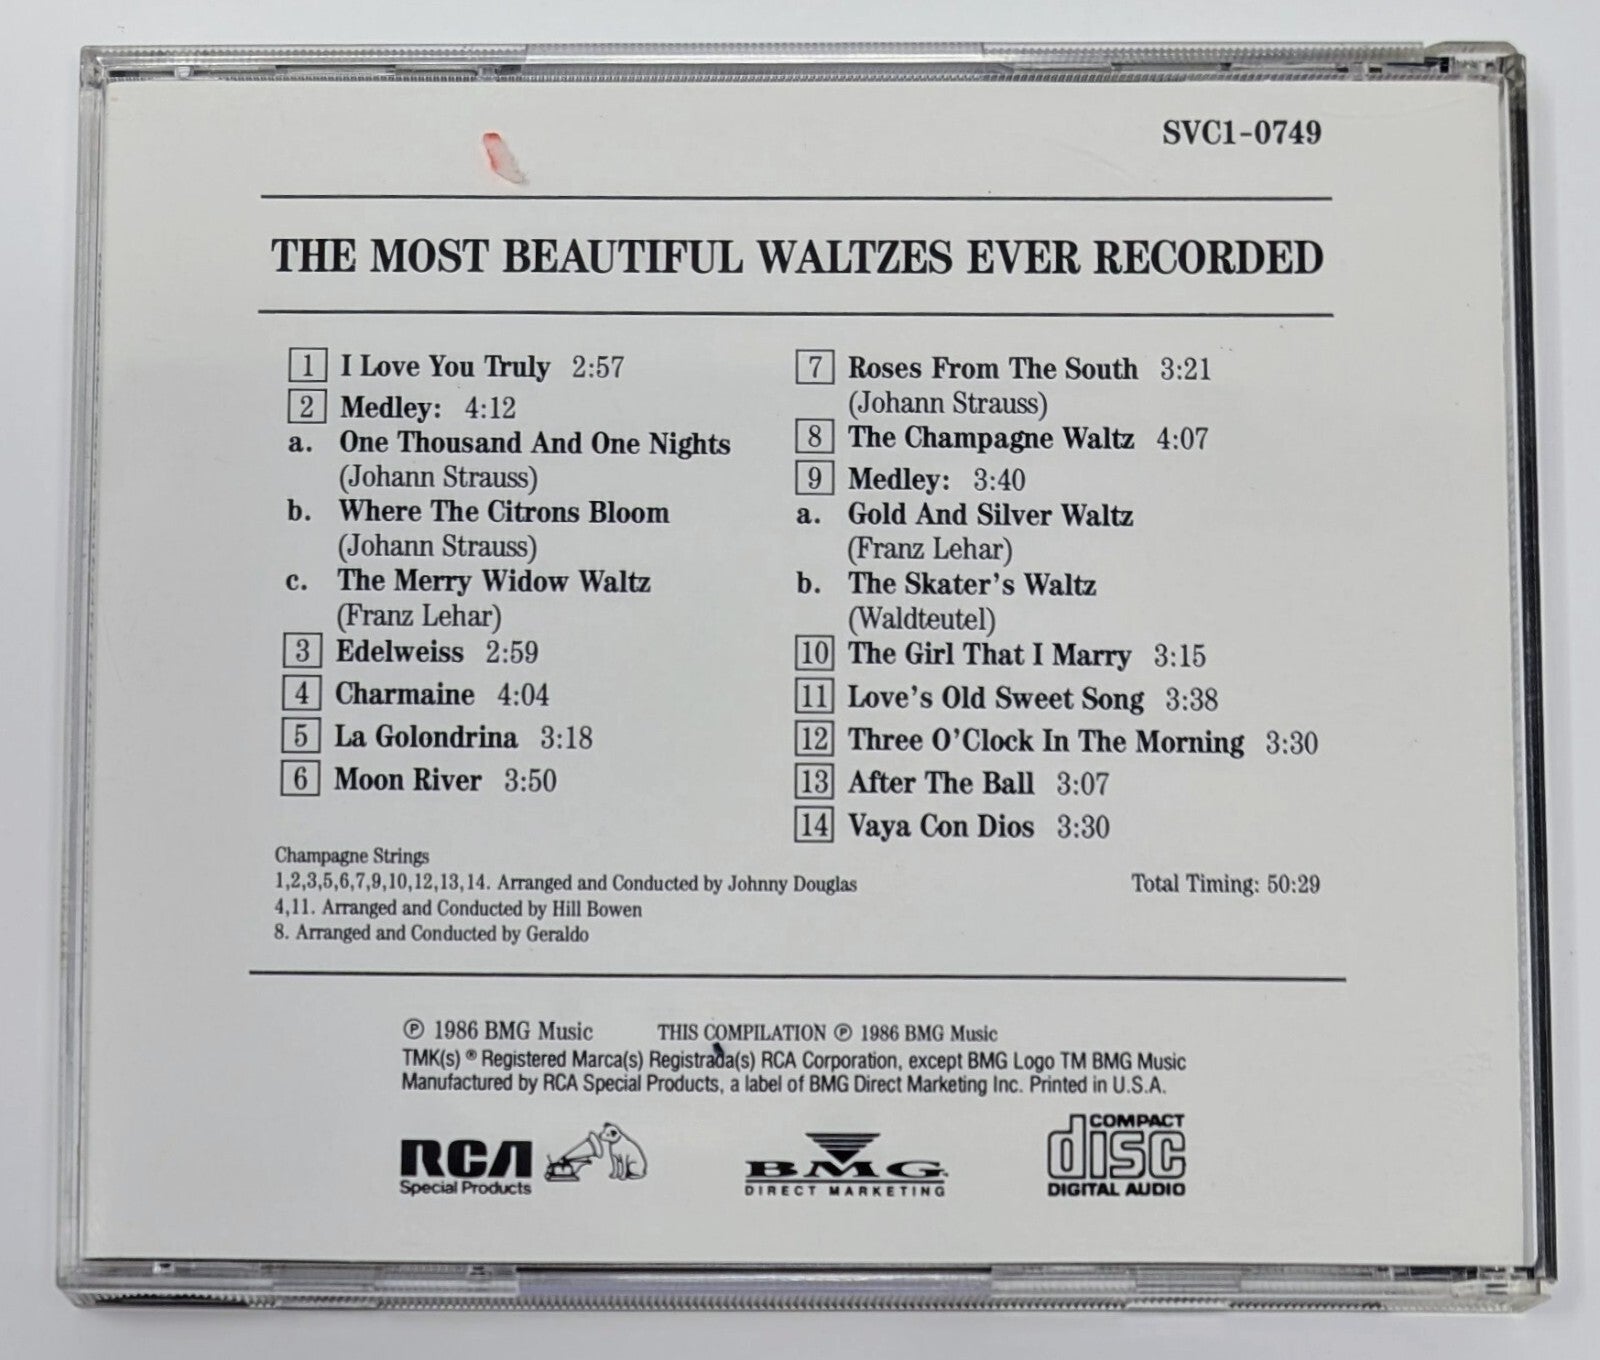 SVC1-0749
THE MOST BEAUTIFUL WALTZES EVER RECORDED
1 I Love You Truly 2:57
2 Medley: 4:12
a. One Thousand And One Nights
(Johann Strauss)
b. Where The Citrons Bloom
(Johann Strauss)
c. The Merry Widow Waltz
(Franz Lehar)
3 Edelweiss 2:59
4 Charmaine 4:04
5 La Golondrina 3:18
6 Moon River 3:50
7 Roses From The South 3:21
(Johann Strauss)
8 The Champagne Waltz 4:07
9 Medley: 3:40
a. Gold And Silver Waltz
(Franz Lehar)
b. The Skater's Waltz
(Waldteutel)
10 The Girl That I Marry 3:15
11 Love's Old Sweet Song 3:38
12 Three O'Clock In The Morning 3:30
13 After The Ball 3:07
14 Vaya Con Dios 3:30
Champagne Strings
1,2,3,5,6,7,9,10,12,13,14. Arranged and Conducted by Johnny Douglas
4,11. Arranged and Conducted by Hill Bowen
8. Arranged and Conducted by Geraldo
Total Timing: 50:29
℗ 1986 BMG Music THIS COMPILATION ℗ 1986 BMG Music
TMK(s) ® Registered Marca(s) Registrada(s) RCA Corporation, except BMG Logo TM BMG Music
Manufactured by RCA Special Products, a label of BMG Direct Marketing Inc. Printed in U.S.A.
RCA
Special Products
BMG
DIRECT MARKETING
COMPACT
disc
DIGITAL AUDIO